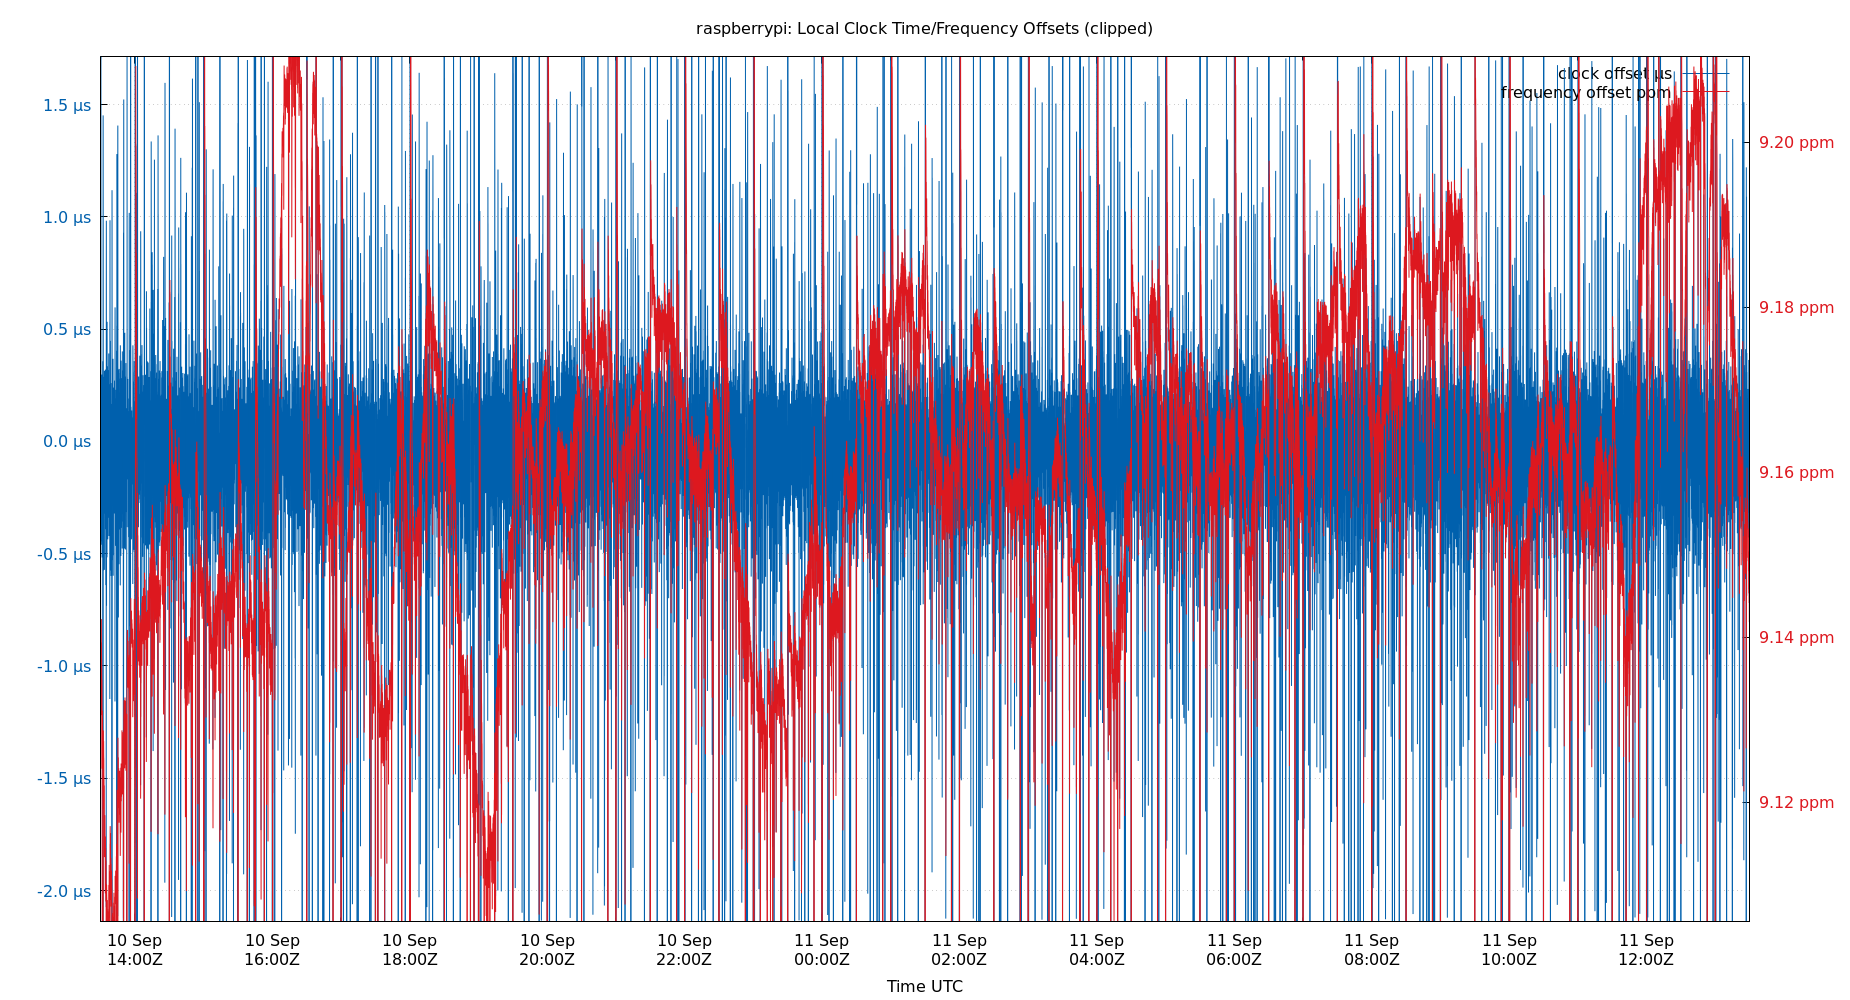 raspberrypi: Local Clock Time/Frequency Offsets (clipped)
clock offset µs
frequency offset ppm
1.5 µs
1.0 µs
0.5 µs
0.0 µs
-0.5 µs
-1.0 µs
-1.5 µs
-2.0 µs
9.20 ppm
9.18 ppm
9.16 ppm
9.14 ppm
9.12 ppm
10 Sep 10 Sep 10 Sep 10 Sep 10 Sep 11 Sep 11 Sep 11 Sep 11 Sep 11 Sep 11 Sep 11 Sep
14:00Z 16:00Z 18:00Z 20:00Z 22:00Z 00:00Z 02:00Z 04:00Z 06:00Z 08:00Z 10:00Z 12:00Z
Time UTC